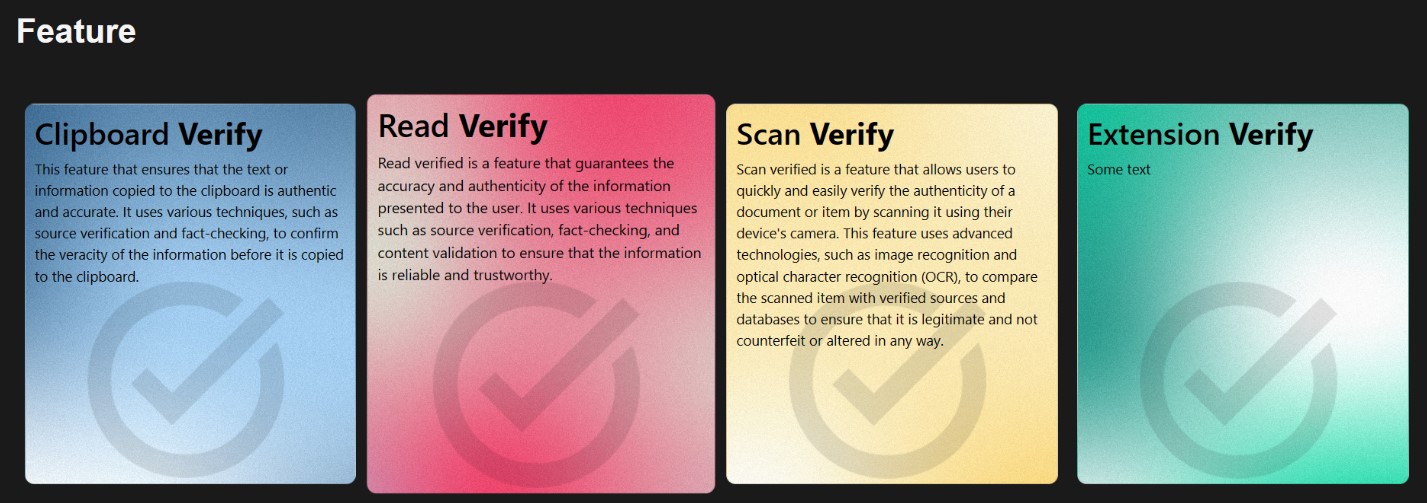 Feature
Clipboard Verify
This feature that ensures that the text or
information copied to the clipboard is authentic
and accurate. It uses various techniques, such as
source verification and fact-checking, to confirm
the veracity of the information before it is copied
to the clipboard.
Read Verify
Read verified is a feature that guarantees the
accuracy and authenticity of the information
presented to the user. It uses various techniques
such as source verification, fact-checking, and
content validation to ensure that the information
is reliable and trustworthy.
Scan Verify
Scan verified is a feature that allows users to
quickly and easily verify the authenticity of a
document or item by scanning it using their
device's camera. This feature uses advanced
technologies, such as image recognition and
optical character recognition (OCR), to compare
the scanned item with verified sources and
databases to ensure that it is legitimate and not
counterfeit or altered in any way.
Extension Verify
Some text